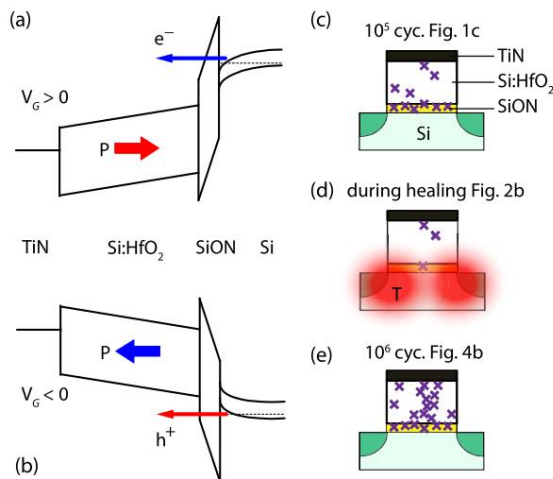 (a)
e⁻
V_G > 0
P
TiN Si:HfO₂ SiON Si
P
V_G < 0
h⁺
(b)
(c) 10⁵ cyc. Fig. 1c
TiN
Si:HfO₂
SiON
Si
(d) during healing Fig. 2b
T
(e) 10⁶ cyc. Fig. 4b